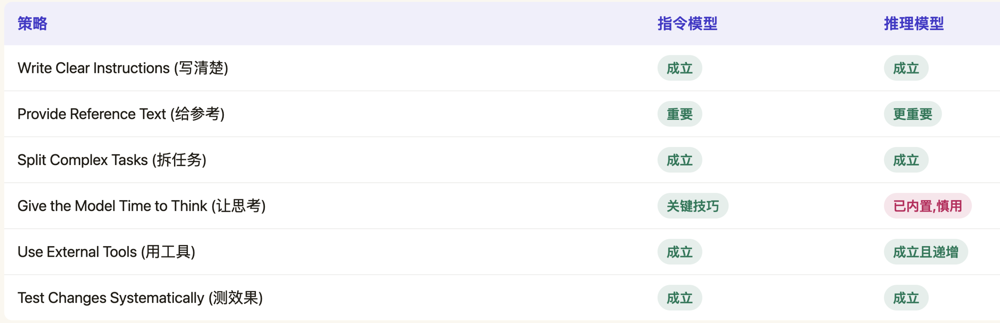 策略 指令模型 推理模型
Write Clear Instructions (写清楚) 成立 成立
Provide Reference Text (给参考) 重要 更重要
Split Complex Tasks (拆任务) 成立 成立
Give the Model Time to Think (让思考) 关键技巧 已内置,慎用
Use External Tools (用工具) 成立 成立且递增
Test Changes Systematically (测效果) 成立 成立